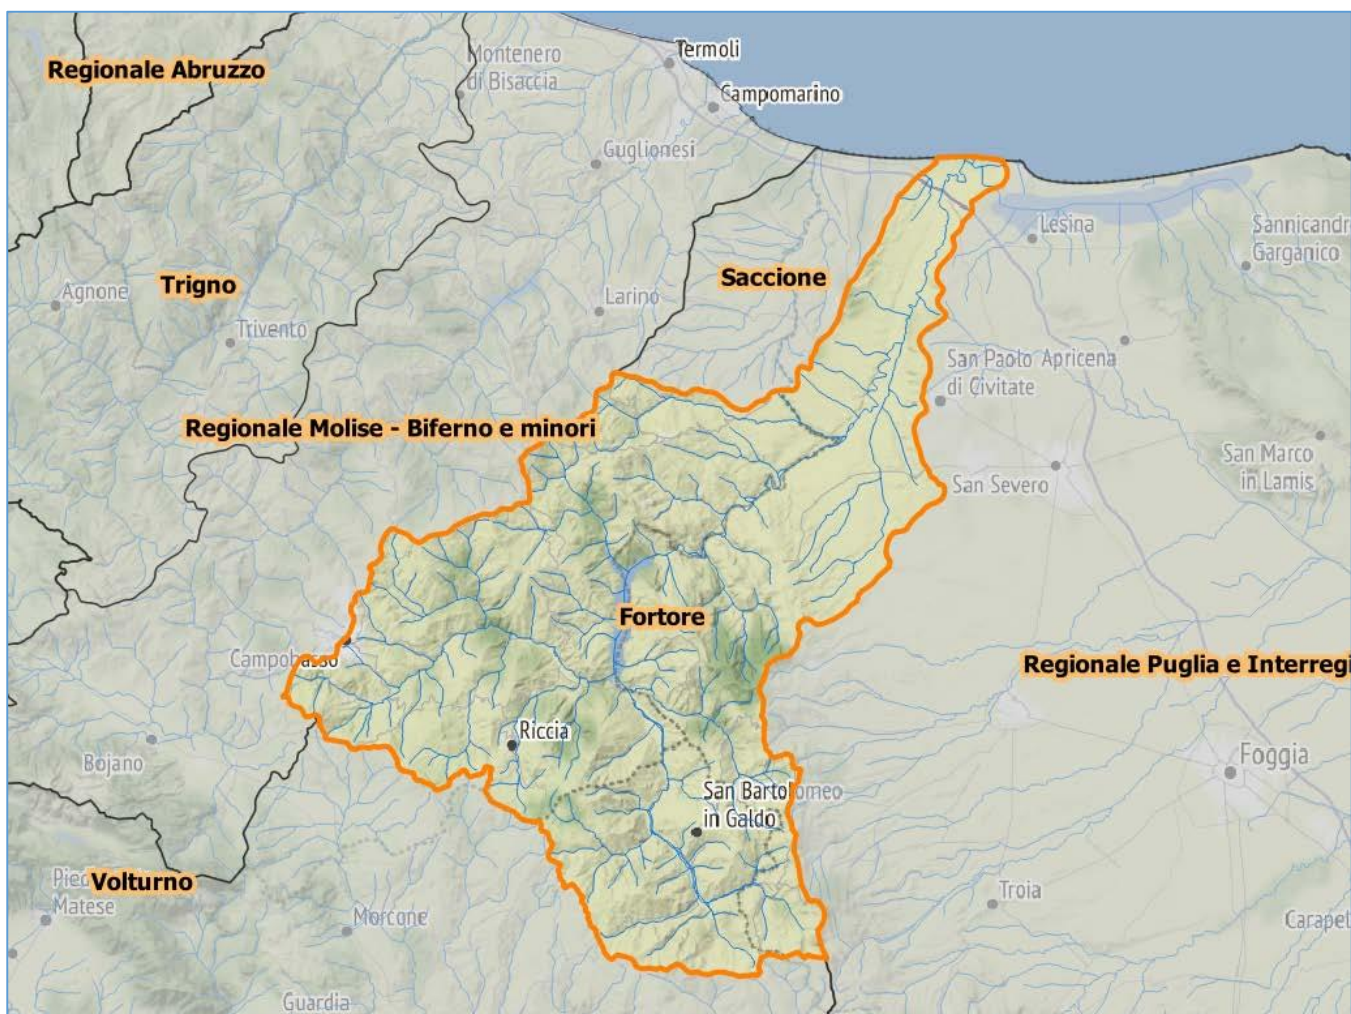 Termoli
Montenero
di Bisaccia
Regionale Abruzzo
Campomarino
Guglionesi
Lesina
Sannicandr
Garganico
Saccione
Trigno
Agnone
Larino
Trivento
San Paolo
di Civitate
Apricena
Regionale Molise - Biferno e minori
San Marco
in Lamis
San Severo
Fortore
Campobasso
Regionale Puglia e Interregi
Riccia
Bojano
Foggia
San Bartolomeo
in Galdo
Volturno
Pied
Matese
Troia
Morcone
Carapel
Guardia